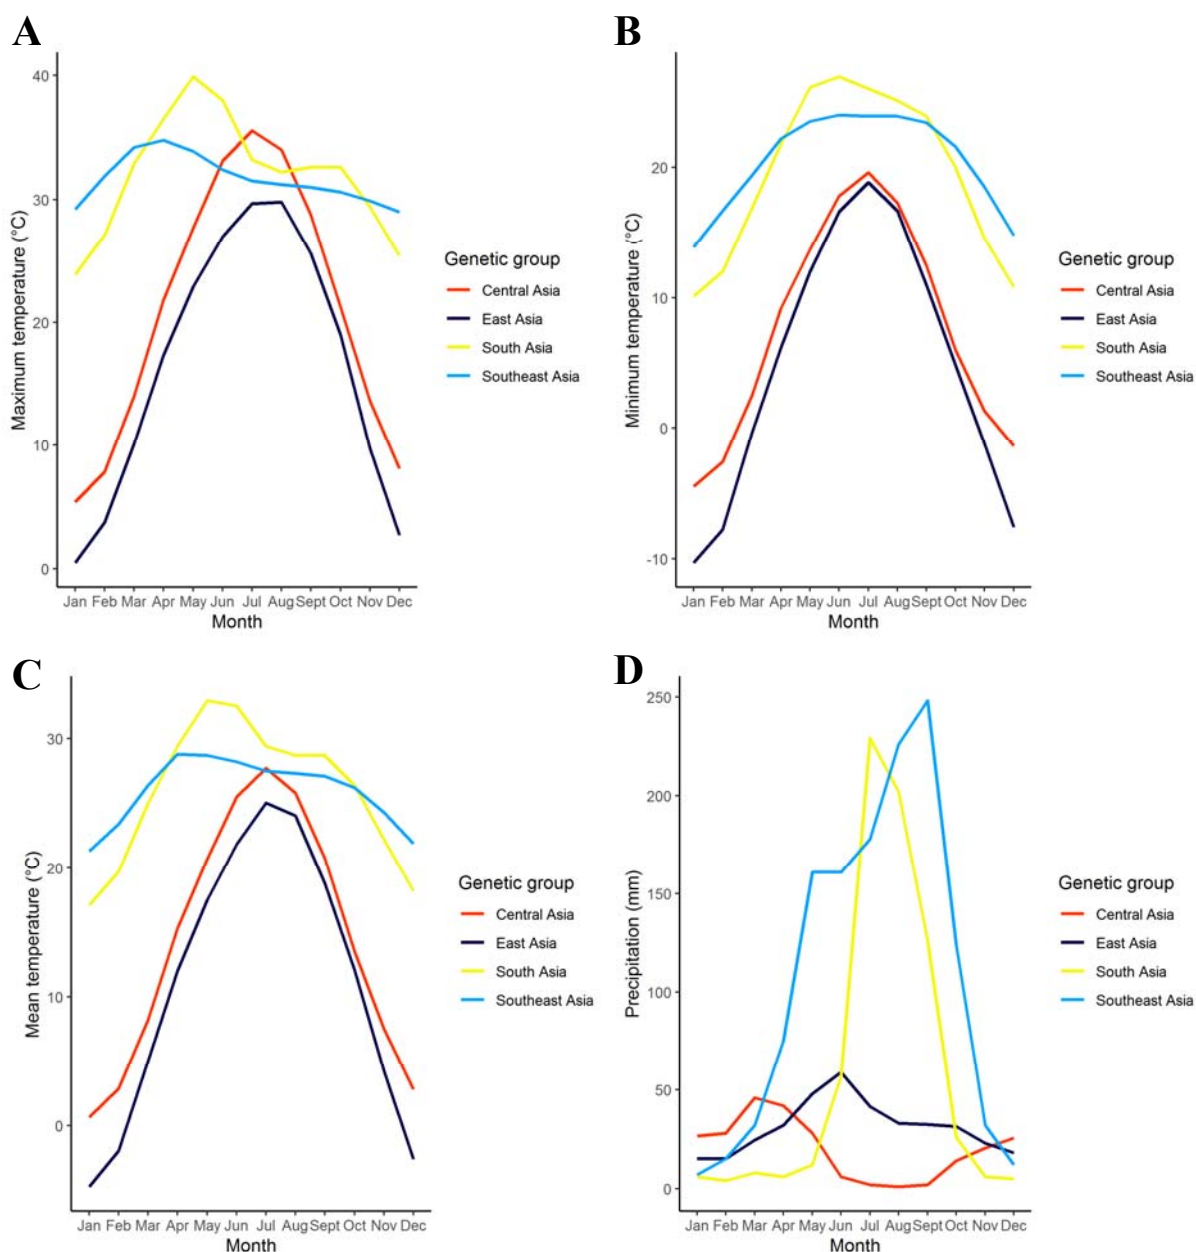 A
Maximum temperature (°C)
40
30
20
10
0
Jan Feb Mar Apr May Jun Jul Aug Sept Oct Nov Dec
Month
Genetic group
Central Asia
East Asia
South Asia
Southeast Asia
B
Minimum temperature (°C)
20
10
0
-10
Jan Feb Mar Apr May Jun Jul Aug Sept Oct Nov Dec
Month
Genetic group
Central Asia
East Asia
South Asia
Southeast Asia
C
Mean temperature (°C)
30
20
10
0
Jan Feb Mar Apr May Jun Jul Aug Sept Oct Nov Dec
Month
Genetic group
Central Asia
East Asia
South Asia
Southeast Asia
D
Precipitation (mm)
250
200
150
100
50
0
Jan Feb Mar Apr May Jun Jul Aug Sept Oct Nov Dec
Month
Genetic group
Central Asia
East Asia
South Asia
Southeast Asia